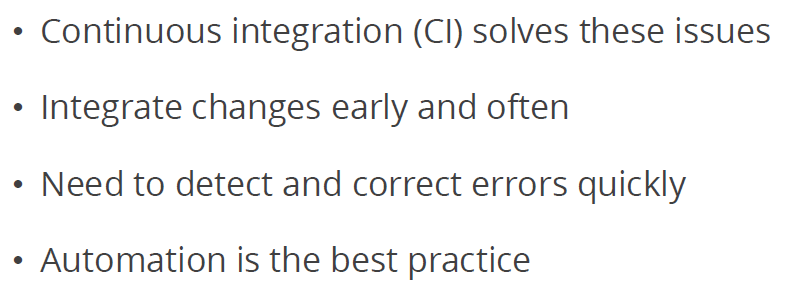 • Continuous integration (CI) solves these issues
• Integrate changes early and often
• Need to detect and correct errors quickly
• Automation is the best practice